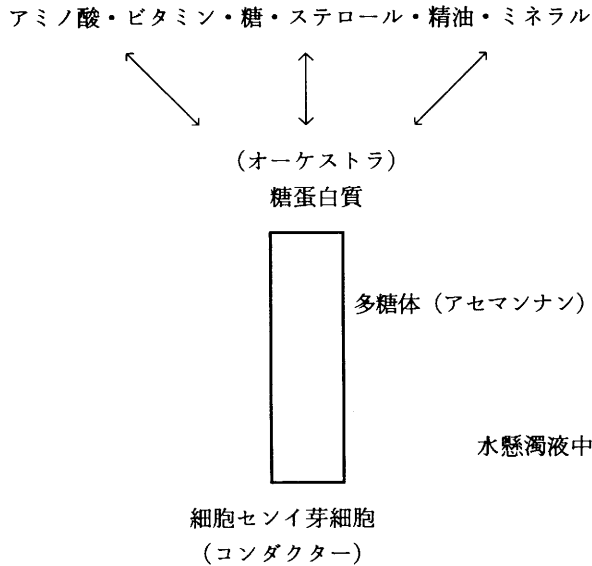 アミノ酸・ビタミン・糖・ステロール・精油・ミネラル
（オーケストラ）
糖蛋白質
多糖体（アセマンナン）
水懸濁液中
細胞センイ芽細胞
（コンダクター）